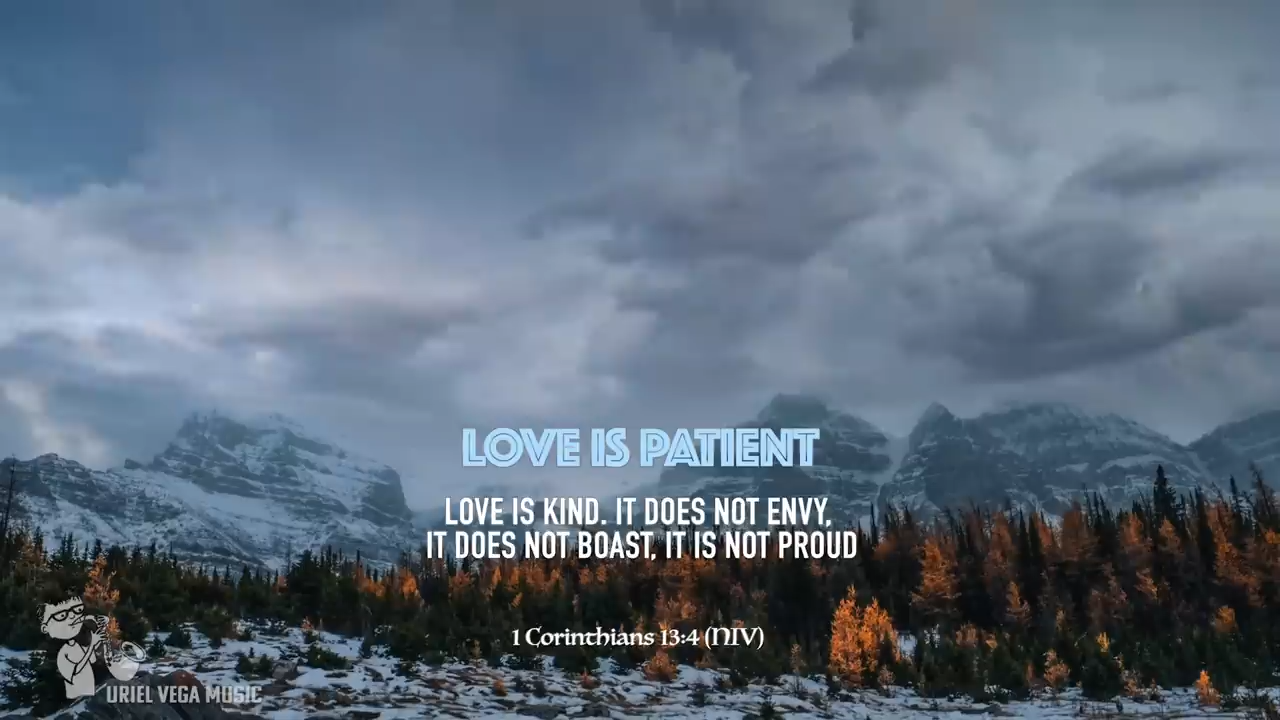 LOVE IS PATIENT
LOVE IS KIND. IT DOES NOT ENVY,
IT DOES NOT BOAST, IT IS NOT PROUD
1 Corinthians 13:4 (NIV)
URIEL VEGA MUSIC